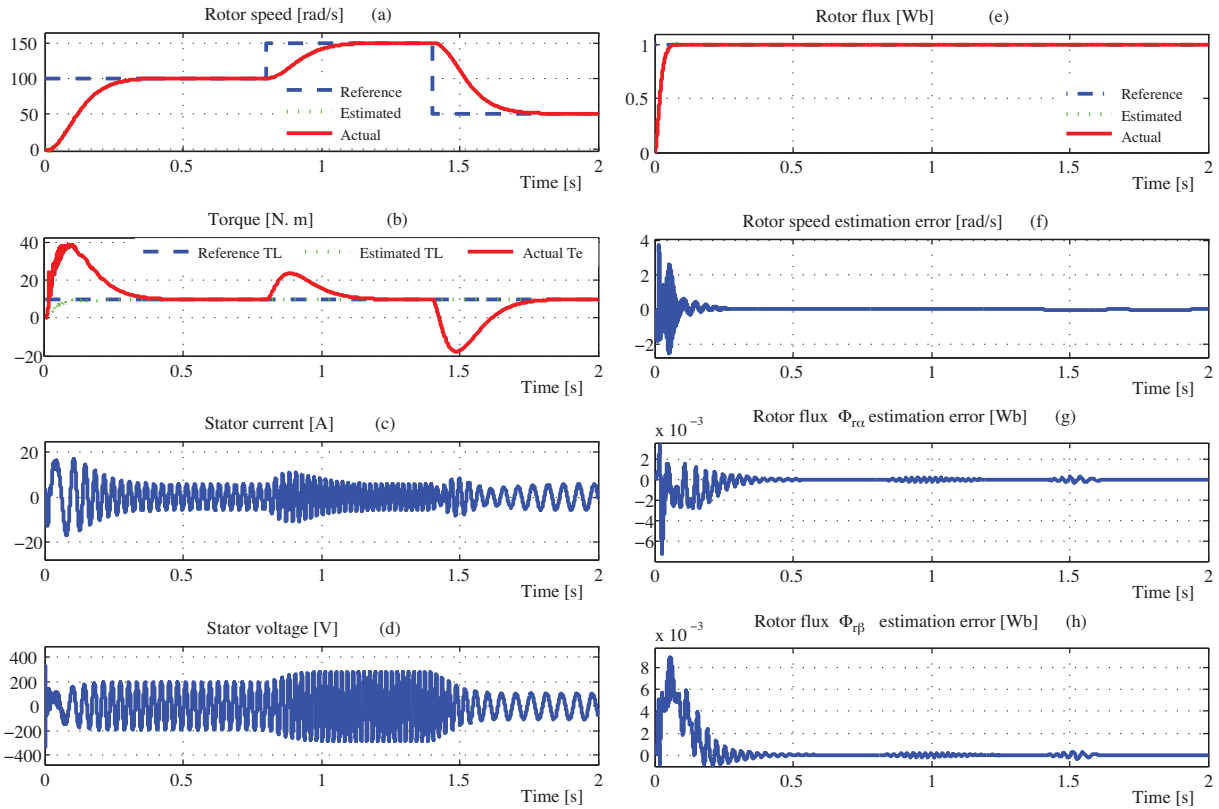 Rotor speed [rad/s] (a)
150
100
50
0
Reference
Estimated
Actual
0 0.5 1 1.5 2
Time [s]
Torque [N. m] (b)
40
20
0
−20
Reference TL Estimated TL Actual Te
0 0.5 1 1.5 2
Time [s]
Stator current [A] (c)
20
0
−20
0 0.5 1 1.5 2
Time [s]
Stator voltage [V] (d)
400
200
0
−200
−400
0 0.5 1 1.5 2
Time [s]
Rotor flux [Wb] (e)
1
0.5
0
Reference
Estimated
Actual
0 0.5 1 1.5 2
Time [s]
Rotor speed estimation error [rad/s] (f)
4
2
0
−2
0 0.5 1 1.5 2
Time [s]
Rotor flux Φrα estimation error [Wb] (g)
x 10 −3
2
0
−2
−4
−6
0 0.5 1 1.5 2
Time [s]
Rotor flux Φrβ estimation error [Wb] (h)
x 10 −3
8
6
4
2
0
0 0.5 1 1.5 2
Time [s]